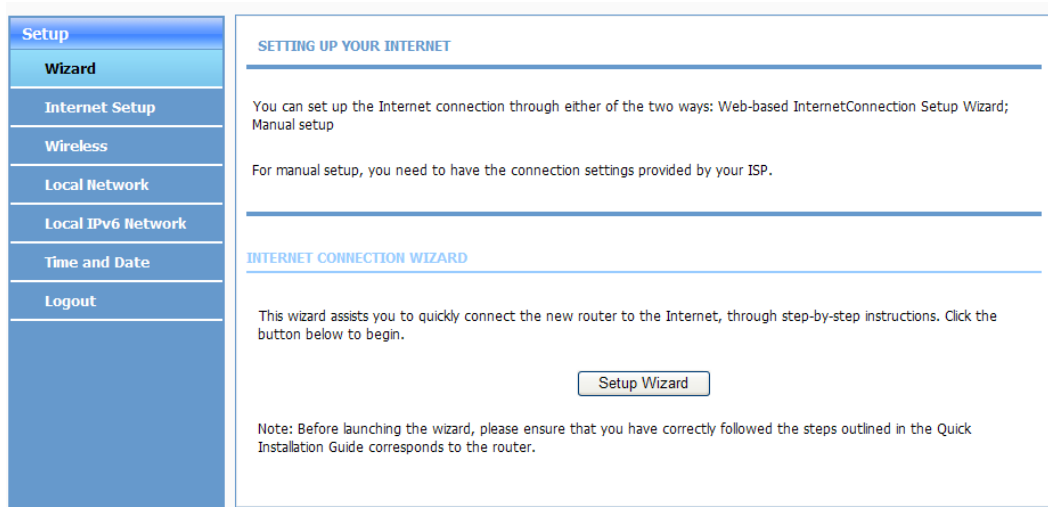 Setup
Wizard
Internet Setup
Wireless
Local Network
Local IPv6 Network
Time and Date
Logout
SETTING UP YOUR INTERNET
You can set up the Internet connection through either of the two ways: Web-based InternetConnection Setup Wizard;
Manual setup
For manual setup, you need to have the connection settings provided by your ISP.
INTERNET CONNECTION WIZARD
This wizard assists you to quickly connect the new router to the Internet, through step-by-step instructions. Click the
button below to begin.
Setup Wizard
Note: Before launching the wizard, please ensure that you have correctly followed the steps outlined in the Quick
Installation Guide corresponds to the router.